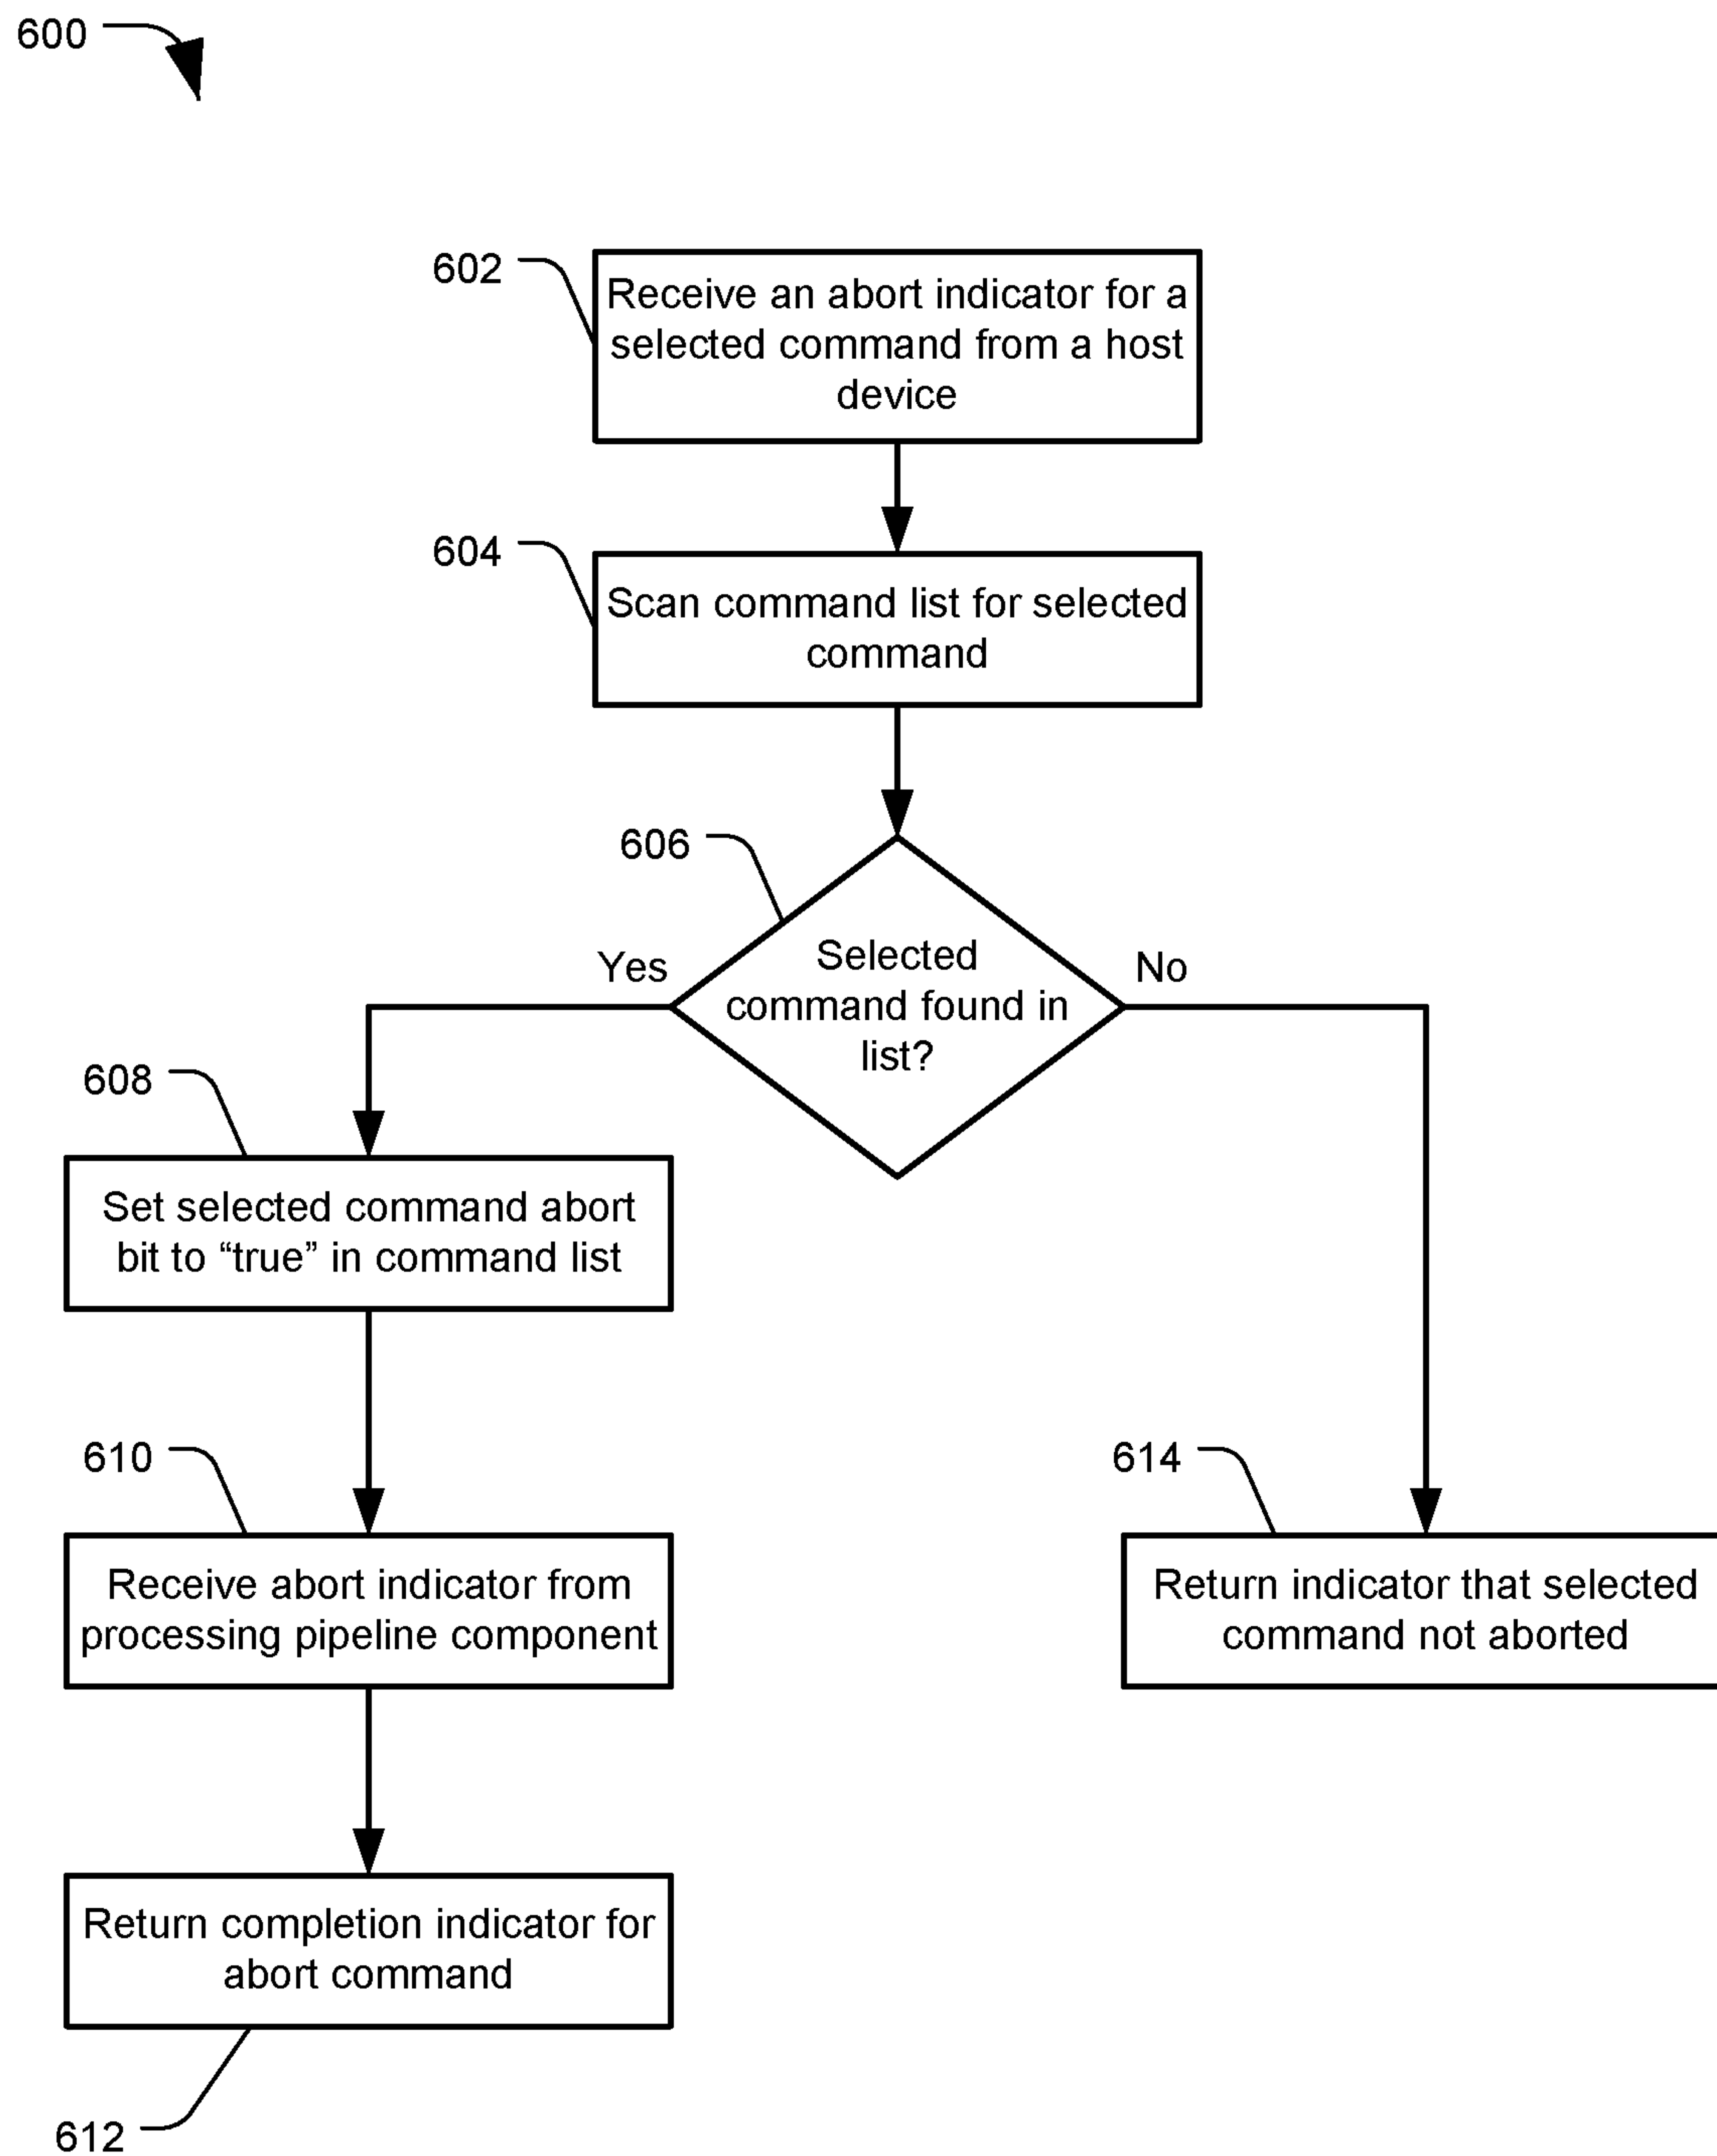 600
602
Receive an abort indicator for a
selected command from a host
device
604
Scan command list for selected
command
606
Selected
command found in
list?
Yes
No
608
Set selected command abort
bit to “true” in command list
610
Receive abort indicator from
processing pipeline component
614
Return indicator that selected
command not aborted
Return completion indicator for
abort command
612